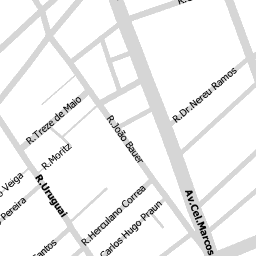 R.
R.Dr.Nereu Ramos
R.Treze de Maio
R.João Bauer
R.Moritz
Veiga
R.Uruguai
Pereira
R.Herculano Correa
Carlos Hugo Praun
Av.Cel.Marcos
antos